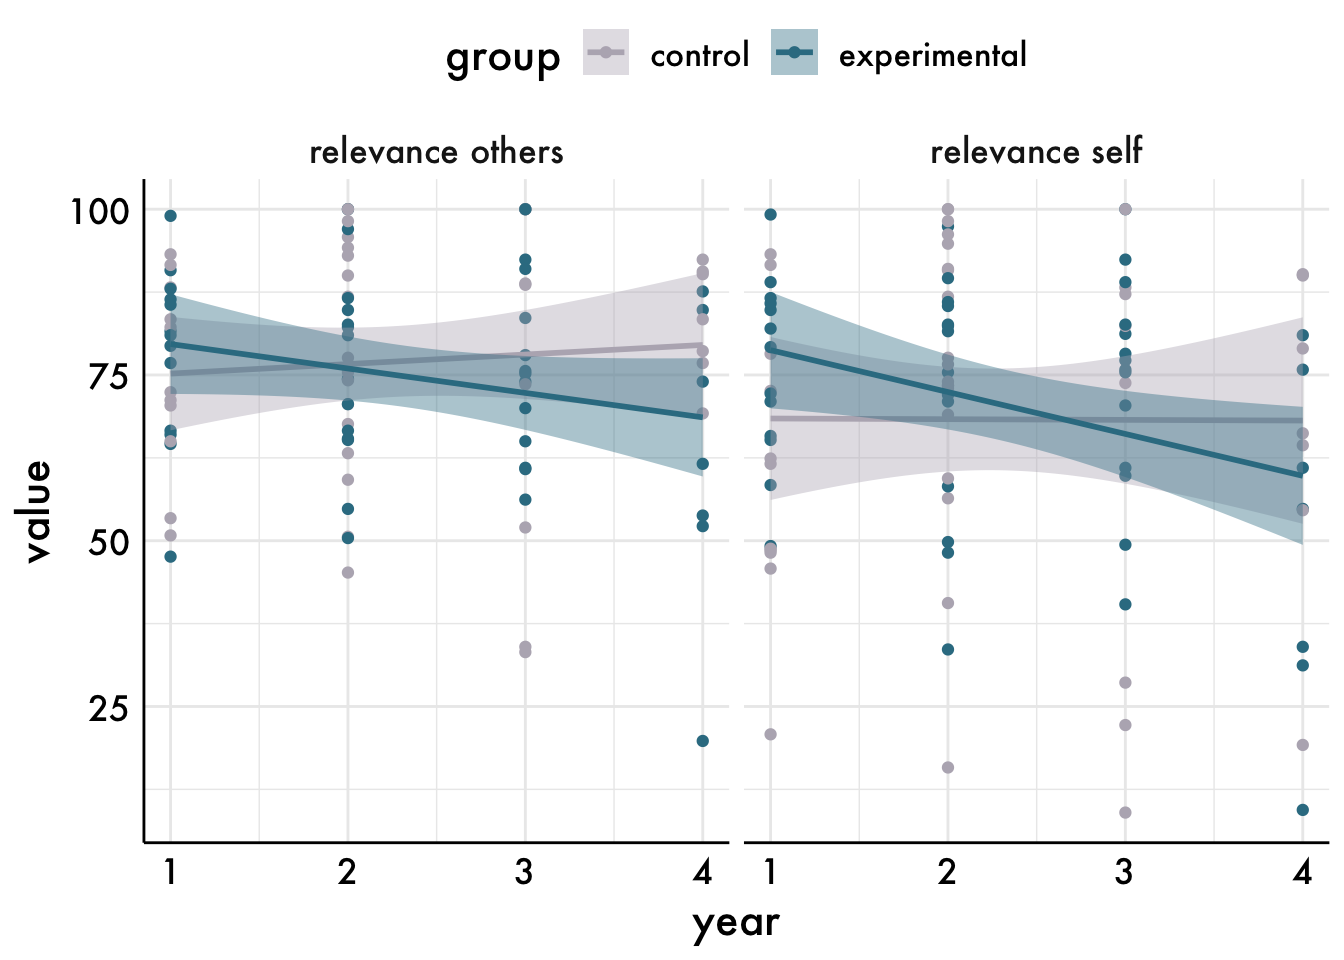 group control experimental
relevance others relevance self
100
75
50
25
value
1 2 3 4 1 2 3 4
year